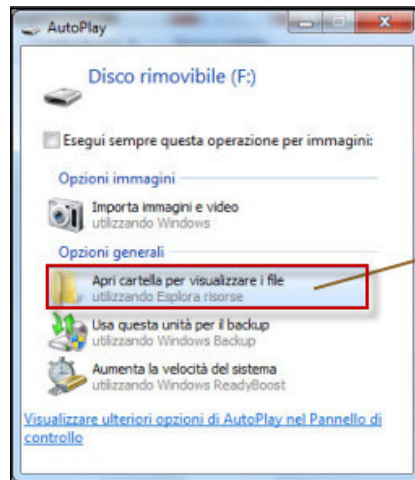 AutoPlay
Disco rimovibile (F:)
Esegui sempre questa operazione per immagini:
Opzioni immagini
Importa immagini e video
utilizzando Windows
Opzioni generali
Apri cartella per visualizzare i file
utilizzando Esplora risorse
Usa questa unità per il backup
utilizzando Windows Backup
Aumenta la velocità del sistema
utilizzando Windows ReadyBoost
Visualizzare ulteriori opzioni di AutoPlay nel Pannello di
controllo